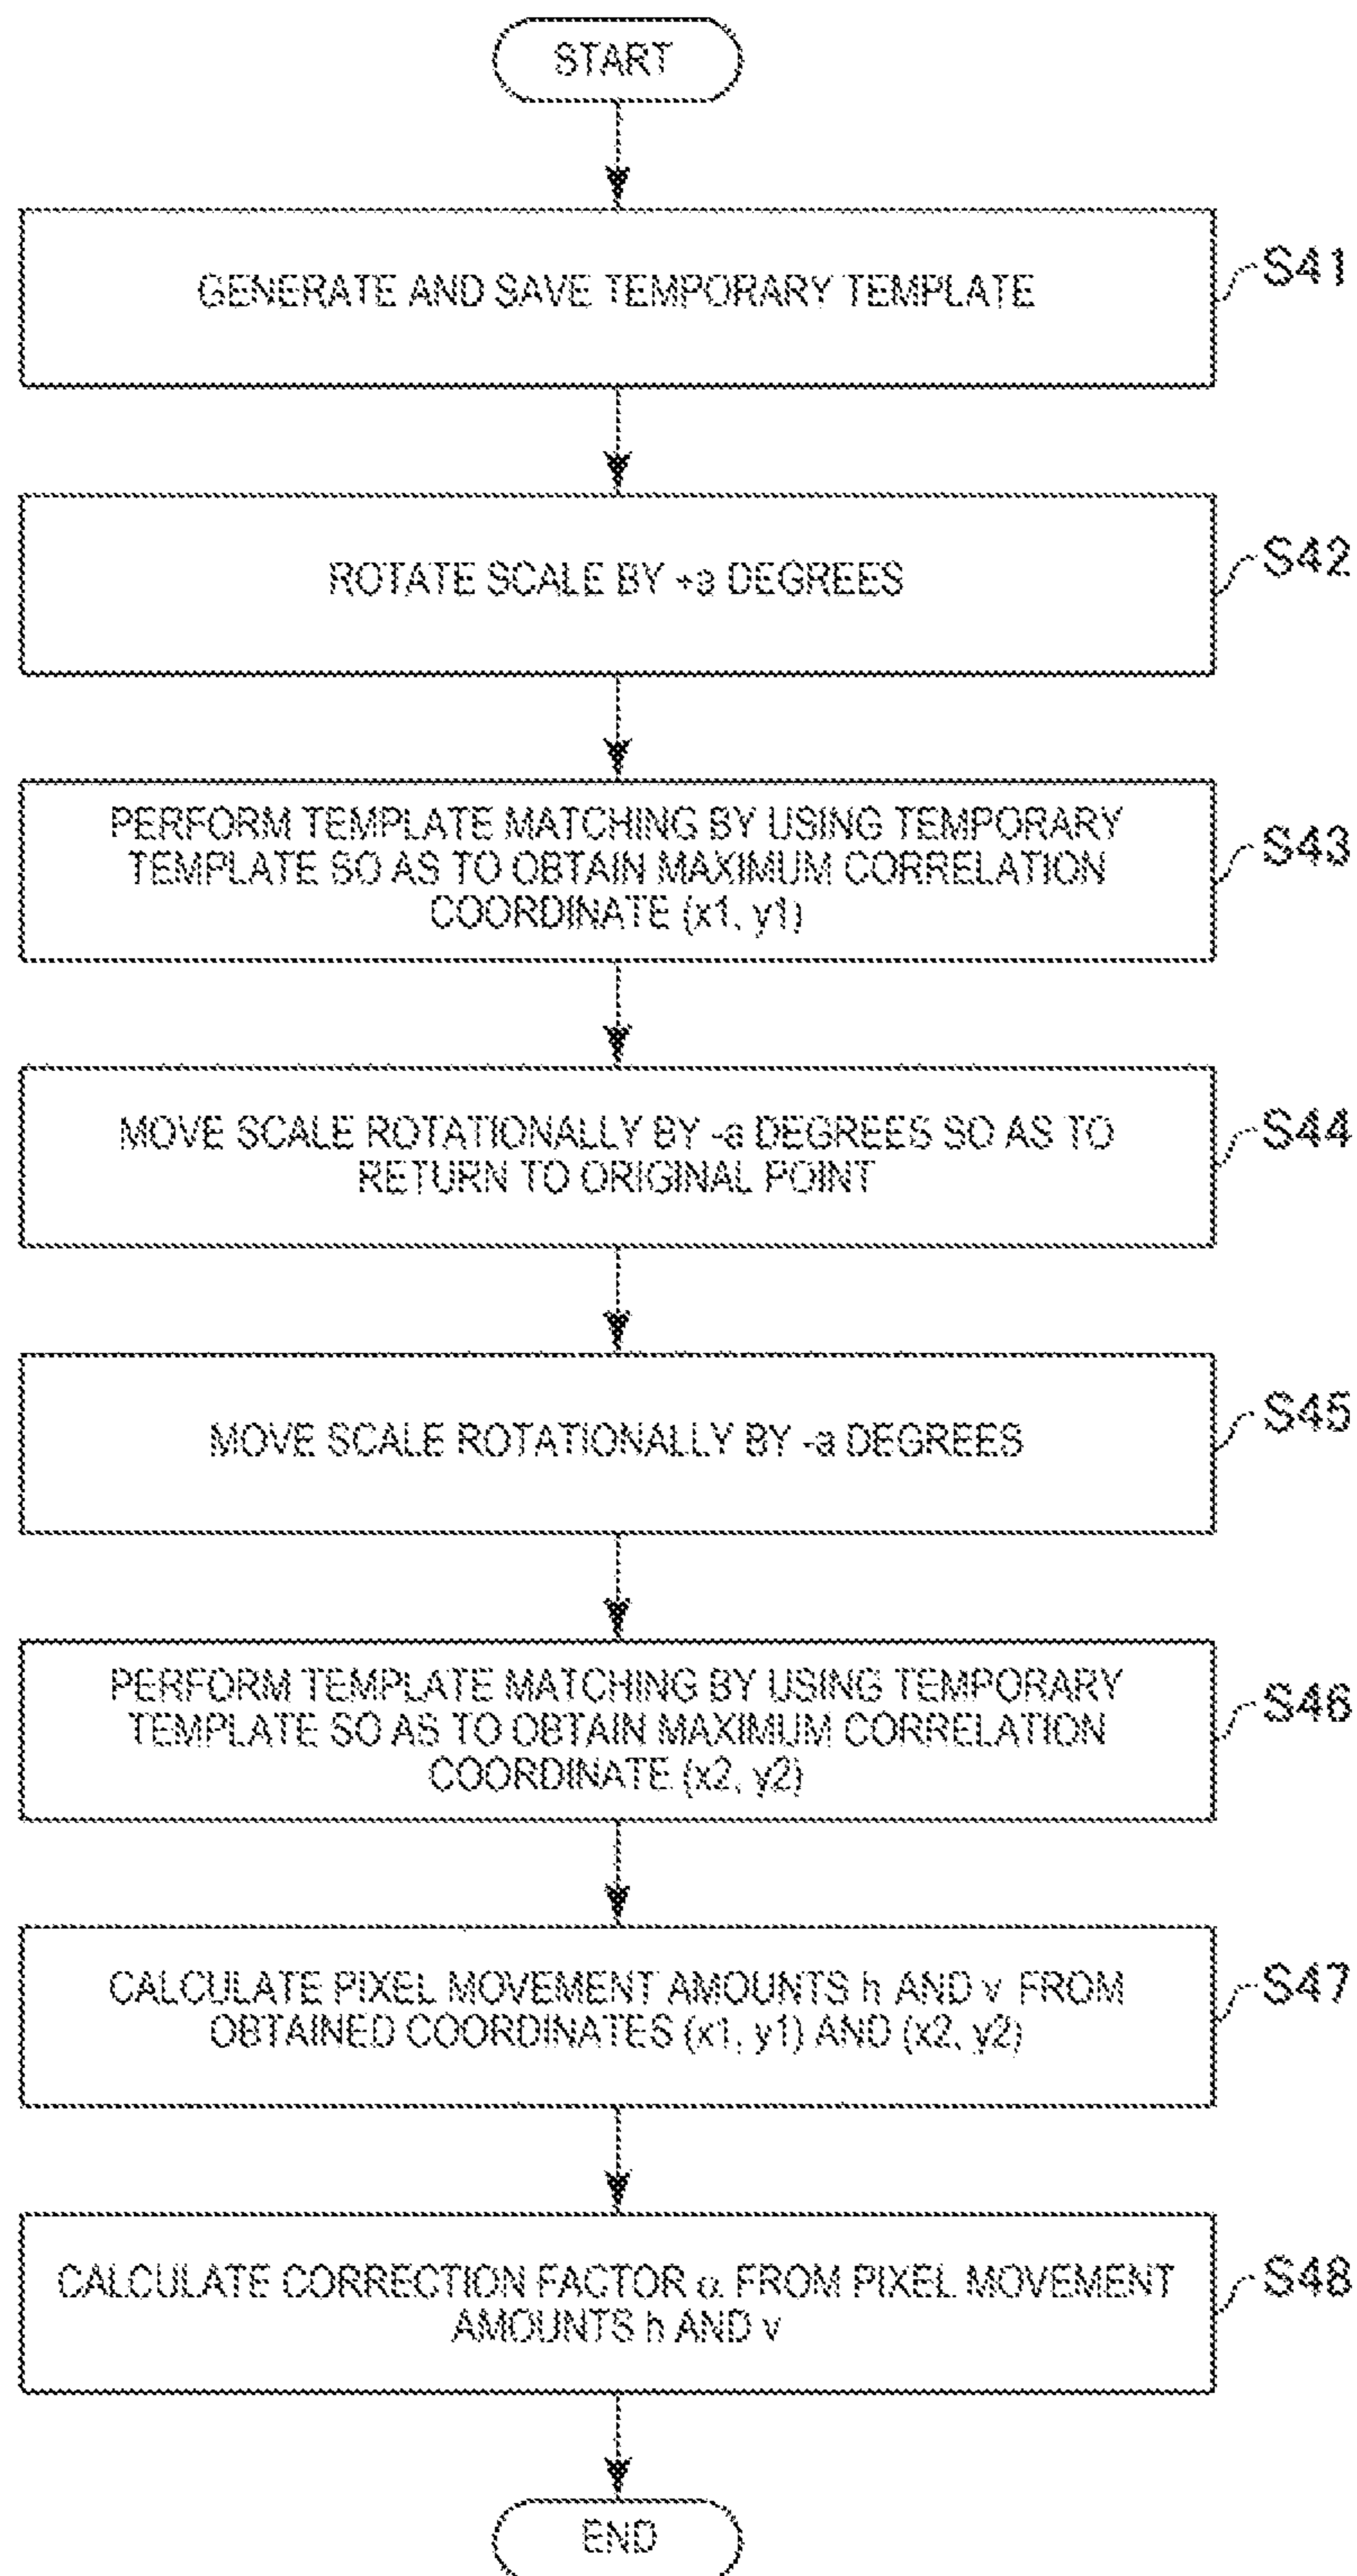 START
GENERATE AND SAVE TEMPORARY TEMPLATE
S41
ROTATE SCALE BY +a DEGREES
S42
PERFORM TEMPLATE MATCHING BY USING TEMPORARY
TEMPLATE SO AS TO OBTAIN MAXIMUM CORRELATION
COORDINATE (x1, y1)
S43
MOVE SCALE ROTATIONALLY BY -a DEGREES SO AS TO
RETURN TO ORIGINAL POINT
S44
MOVE SCALE ROTATIONALLY BY -a DEGREES
S45
PERFORM TEMPLATE MATCHING BY USING TEMPORARY
TEMPLATE SO AS TO OBTAIN MAXIMUM CORRELATION
COORDINATE (x2, y2)
S46
CALCULATE PIXEL MOVEMENT AMOUNTS h AND v FROM
OBTAINED COORDINATES (x1, y1) AND (x2, y2)
S47
CALCULATE CORRECTION FACTOR α FROM PIXEL MOVEMENT
AMOUNTS h AND v
S48
END